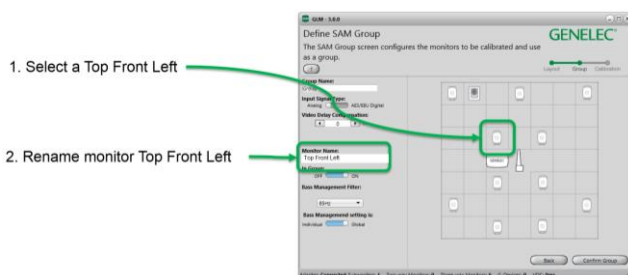 GLM - 3.0.0
Define SAM Group
The SAM Group screen configures the monitors to be calibrated and use
as a group.
GENELEC®
Layout Group Calibration
1. Select a Top Front Left
Group Name:
Group
Input Signal Type:
Analog AES/EBU Digital
Video Delay Compensation:
0
2. Rename monitor Top Front Left
Monitor Name:
Top Front Left
In Group:
OFF ON
Bass Management Filter:
85Hz
Bass Management setting is:
Individual Global
Back Confirm Group